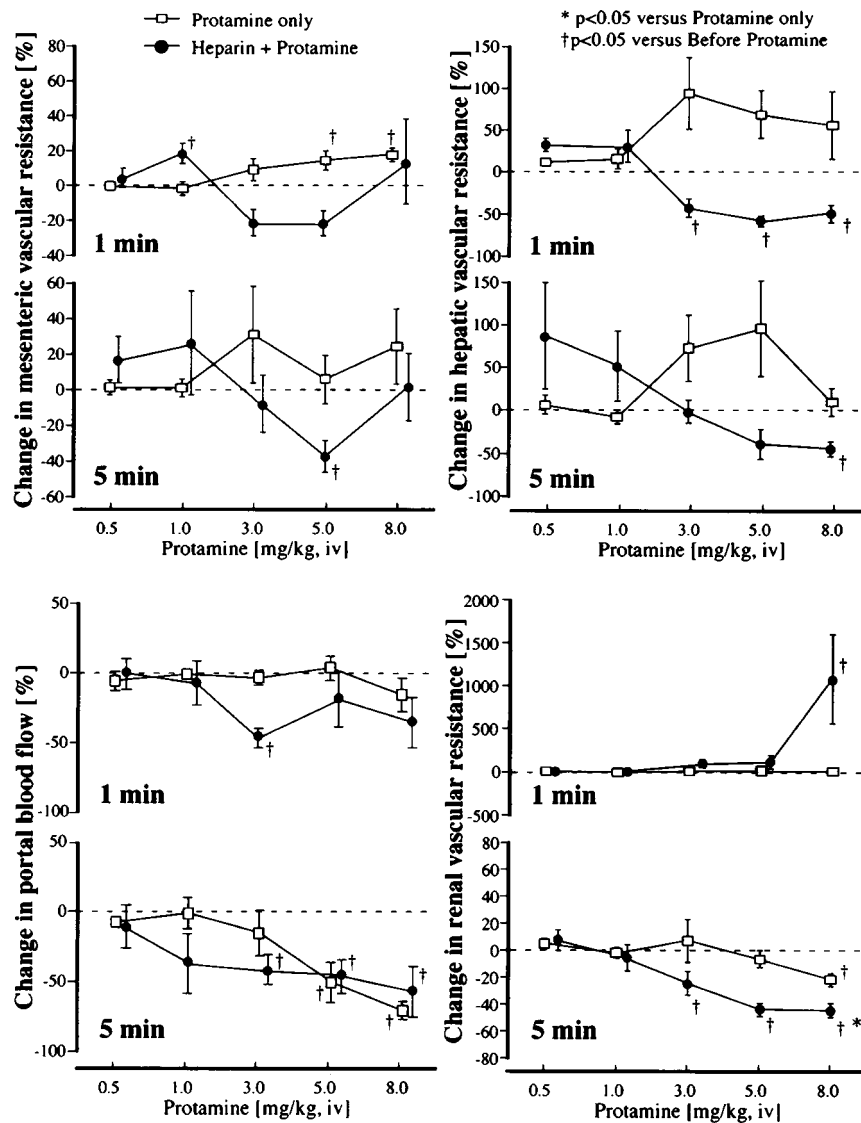 Protamine only
Heparin + Protamine
* p<0.05 versus Protamine only
†p<0.05 versus Before Protamine
Change in mesenteric vascular resistance [%]
80
60
40
20
0
-20
-40
† † †
1 min
60
40
20
0
-20
-40
-60
†
5 min
0.5 1.0 3.0 5.0 8.0
Protamine [mg/kg, iv]
Change in hepatic vascular resistance [%]
150
100
50
0
-50
-100
† † †
1 min
150
100
50
0
-50
-100
†
5 min
0.5 1.0 3.0 5.0 8.0
Protamine [mg/kg, iv]
Change in portal blood flow [%]
50
0
-50
-100
†
1 min
50
0
-50
-100
† † † † †
5 min
0.5 1.0 3.0 5.0 8.0
Protamine [mg/kg, iv]
Change in renal vascular resistance [%]
2000
1500
1000
500
0
-500
†
1 min
80
60
40
20
0
-20
-40
-60
-80
† † † † *
5 min
0.5 1.0 3.0 5.0 8.0
Protamine [mg/kg, iv]